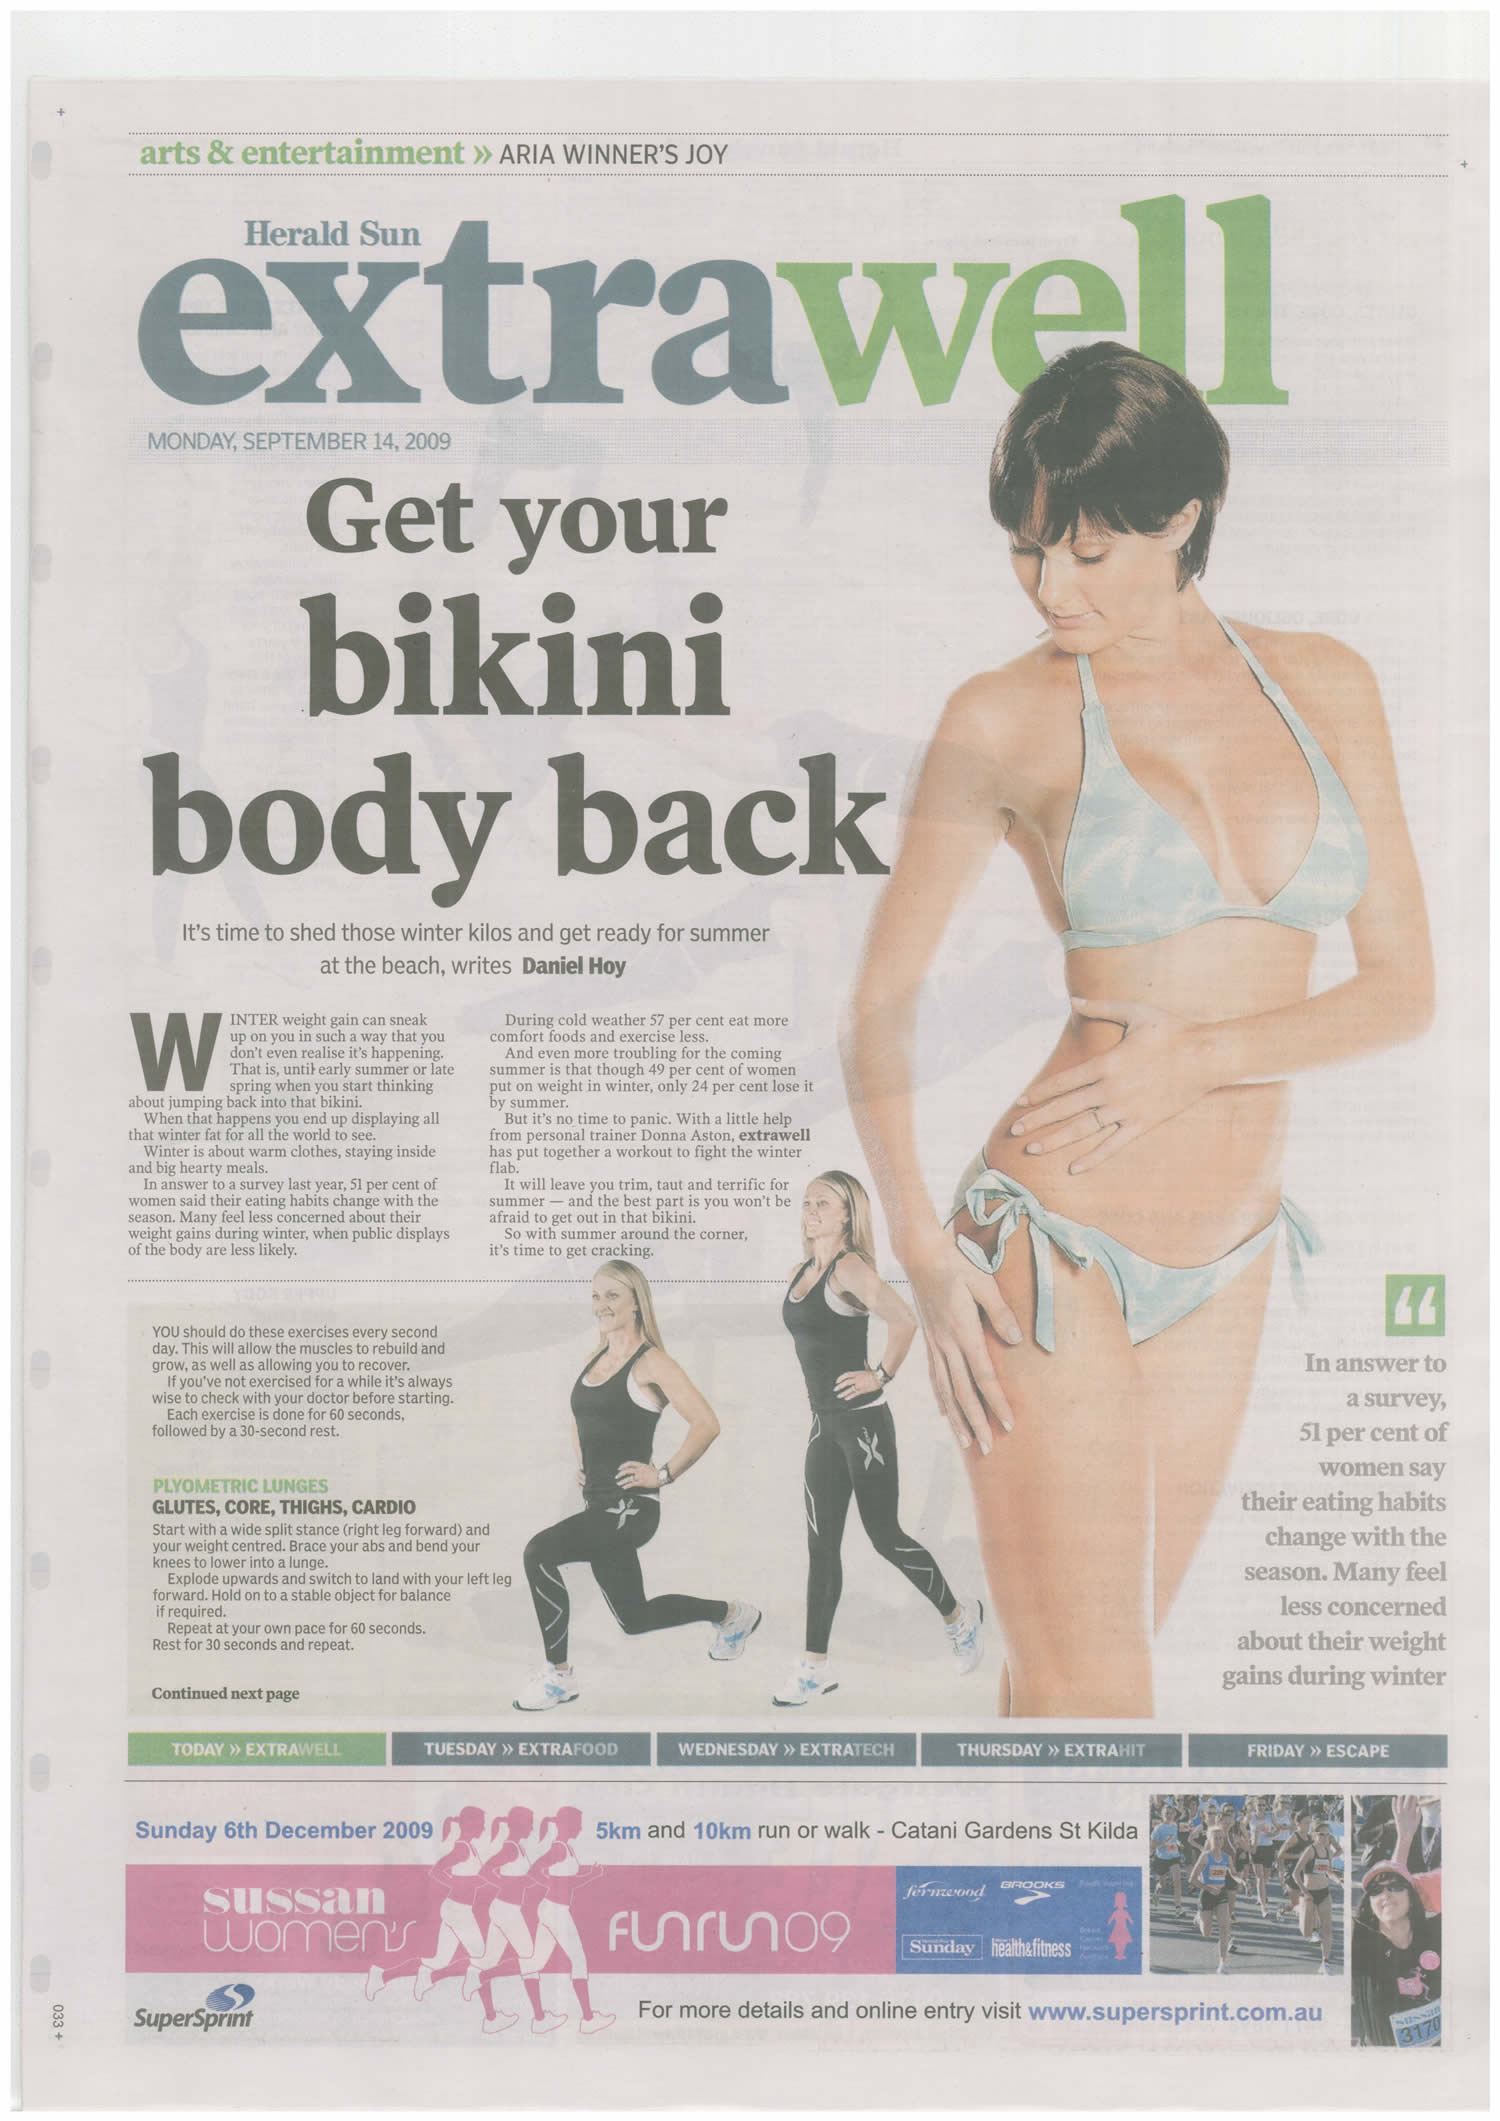 arts & entertainment » ARIA WINNER'S JOY
Herald Sun
extrawell
MONDAY, SEPTEMBER 14, 2009
Get your
bikini
body back
It's time to shed those winter kilos and get ready for summer
at the beach, writes Daniel Hoy
WINTER weight gain can sneak
up on you in such a way that you
don't even realise it's happening.
That is, until early summer or late
spring when you start thinking
about jumping back into that bikini.
When that happens you end up displaying all
that winter fat for all the world to see.
Winter is about warm clothes, staying inside
and big hearty meals.
In answer to a survey last year, 51 per cent of
women said their eating habits change with the
season. Many feel less concerned about their
weight gains during winter, when public displays
of the body are less likely.
During cold weather 57 per cent eat more
comfort foods and exercise less.
And even more troubling for the coming
summer is that though 49 per cent of women
put on weight in winter, only 24 per cent lose it
by summer.
But it's no time to panic. With a little help
from personal trainer Donna Aston, extrawell
has put together a workout to fight the winter
flab.
It will leave you trim, taut and terrific for
summer — and the best part is you won't be
afraid to get out in that bikini.
So with summer around the corner,
it's time to get cracking.
YOU should do these exercises every second
day. This will allow the muscles to rebuild and
grow, as well as allowing you to recover.
If you've not exercised for a while it's always
wise to check with your doctor before starting.
Each exercise is done for 60 seconds,
followed by a 30-second rest.
PLYOMETRIC LUNGES
GLUTES, CORE, THIGHS, CARDIO
Start with a wide split stance (right leg forward) and
your weight centred. Brace your abs and bend your
knees to lower into a lunge.
Explode upwards and switch to land with your left leg
forward. Hold on to a stable object for balance
if required.
Repeat at your own pace for 60 seconds.
Rest for 30 seconds and repeat.
Continued next page
“
In answer to
a survey,
51 per cent of
women say
their eating habits
change with the
season. Many feel
less concerned
about their weight
gains during winter
TODAY » EXTRAWELL
TUESDAY » EXTRAFOOD
WEDNESDAY » EXTRATECH
THURSDAY » EXTRAHIT
FRIDAY » ESCAPE
Sunday 6th December 2009
5km and 10km run or walk - Catani Gardens St Kilda
sussan
women's
FUNRUN09
fernwood
BROOKS
Sunday
health&fitness
Breast
Cancer
Network
Australia
SuperSprint
For more details and online entry visit www.supersprint.com.au
sussan
3170
033 +